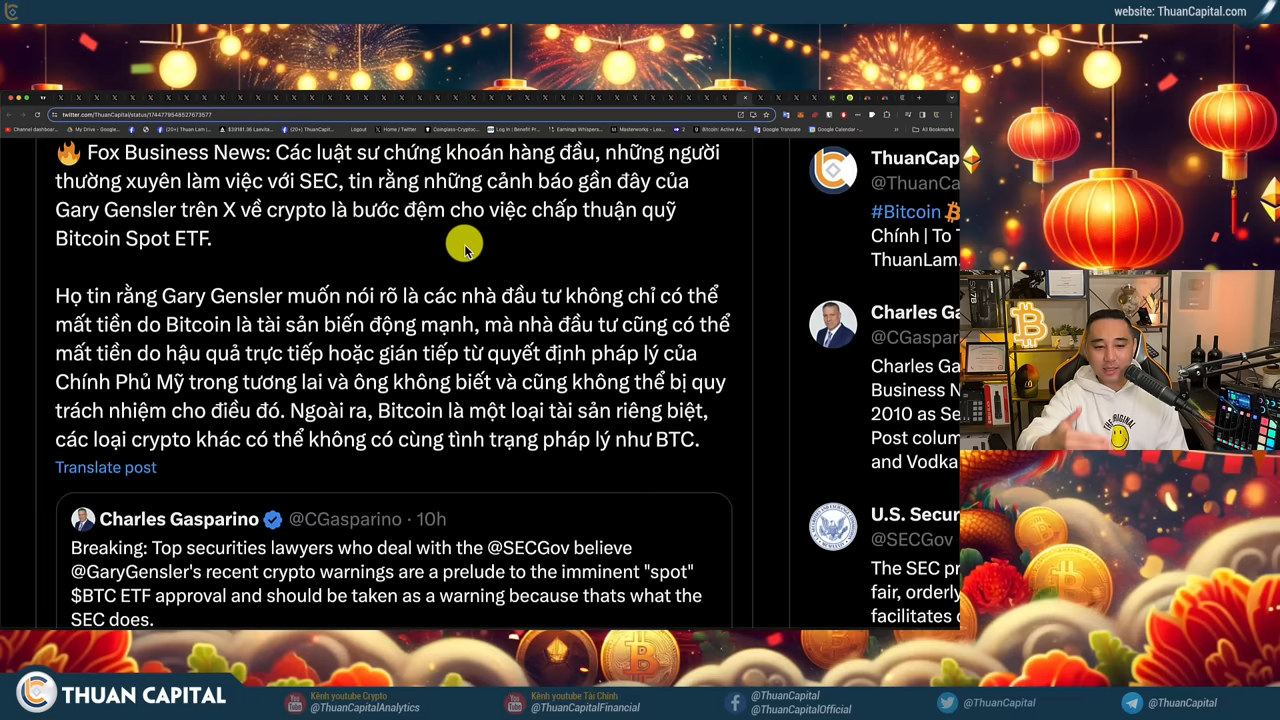 website: ThuanCapital.com
twitter.com/ThuanCapital/status/1744779548527673577
🔥 Fox Business News: Các luật sư chứng khoán hàng đầu, những người
thường xuyên làm việc với SEC, tin rằng những cảnh báo gần đây của
Gary Gensler trên X về crypto là bước đệm cho việc chấp thuận quỹ
Bitcoin Spot ETF.
Họ tin rằng Gary Gensler muốn nói rõ là các nhà đầu tư không chỉ có thể
mất tiền do Bitcoin là tài sản biến động mạnh, mà nhà đầu tư cũng có thể
mất tiền do hậu quả trực tiếp hoặc gián tiếp từ quyết định pháp lý của
Chính Phủ Mỹ trong tương lai và ông không biết và cũng không thể bị quy
trách nhiệm cho điều đó. Ngoài ra, Bitcoin là một loại tài sản riêng biệt,
các loại crypto khác có thể không có cùng tình trạng pháp lý như BTC.
Translate post
Charles Gasparino @CGasparino · 10h
Breaking: Top securities lawyers who deal with the @SECGov believe
@GaryGensler's recent crypto warnings are a prelude to the imminent "spot"
$BTC ETF approval and should be taken as a warning because thats what the
SEC does.
ThuanCap
@ThuanCa
#Bitcoin
Chính | To T
ThuanLam.
Charles Ga
@CGaspar
Charles Ga
Business N
2010 as Se
Post colum
and Vodka
U.S. Secur
@SECGov
The SEC pr
fair, orderly
facilitates c
THE ORIGINAL
THUAN CAPITAL
Kênh youtube Crypto
@ThuanCapitalAnalytics
Kênh youtube Tài Chính
@ThuanCapitalFinancial
@ThuanCapital
@ThuanCapitalOfficial
@ThuanCapital
@ThuanCapital